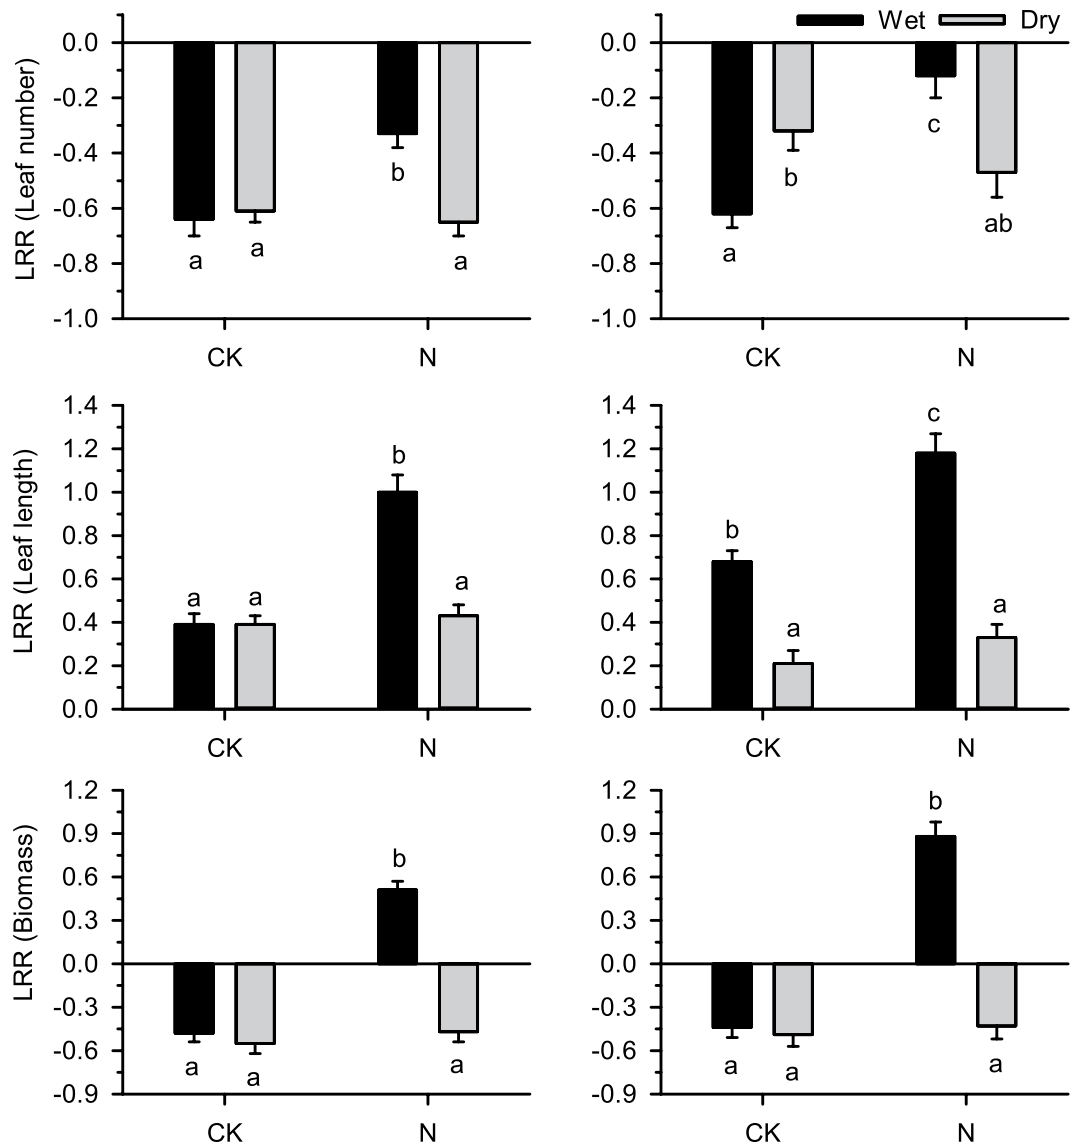 Wet Dry
LRR (Leaf number)
0.0
-0.2
-0.4
-0.6
-0.8
-1.0
a a b a
CK N
0.0
-0.2
-0.4
-0.6
-0.8
-1.0
a b c ab
CK N
LRR (Leaf length)
1.4
1.2
1.0
0.8
0.6
0.4
0.2
0.0
a a b a
CK N
1.4
1.2
1.0
0.8
0.6
0.4
0.2
0.0
b a c a
CK N
LRR (Biomass)
1.2
0.9
0.6
0.3
0.0
-0.3
-0.6
-0.9
a a b a
CK N
1.2
0.9
0.6
0.3
0.0
-0.3
-0.6
-0.9
a a b a
CK N